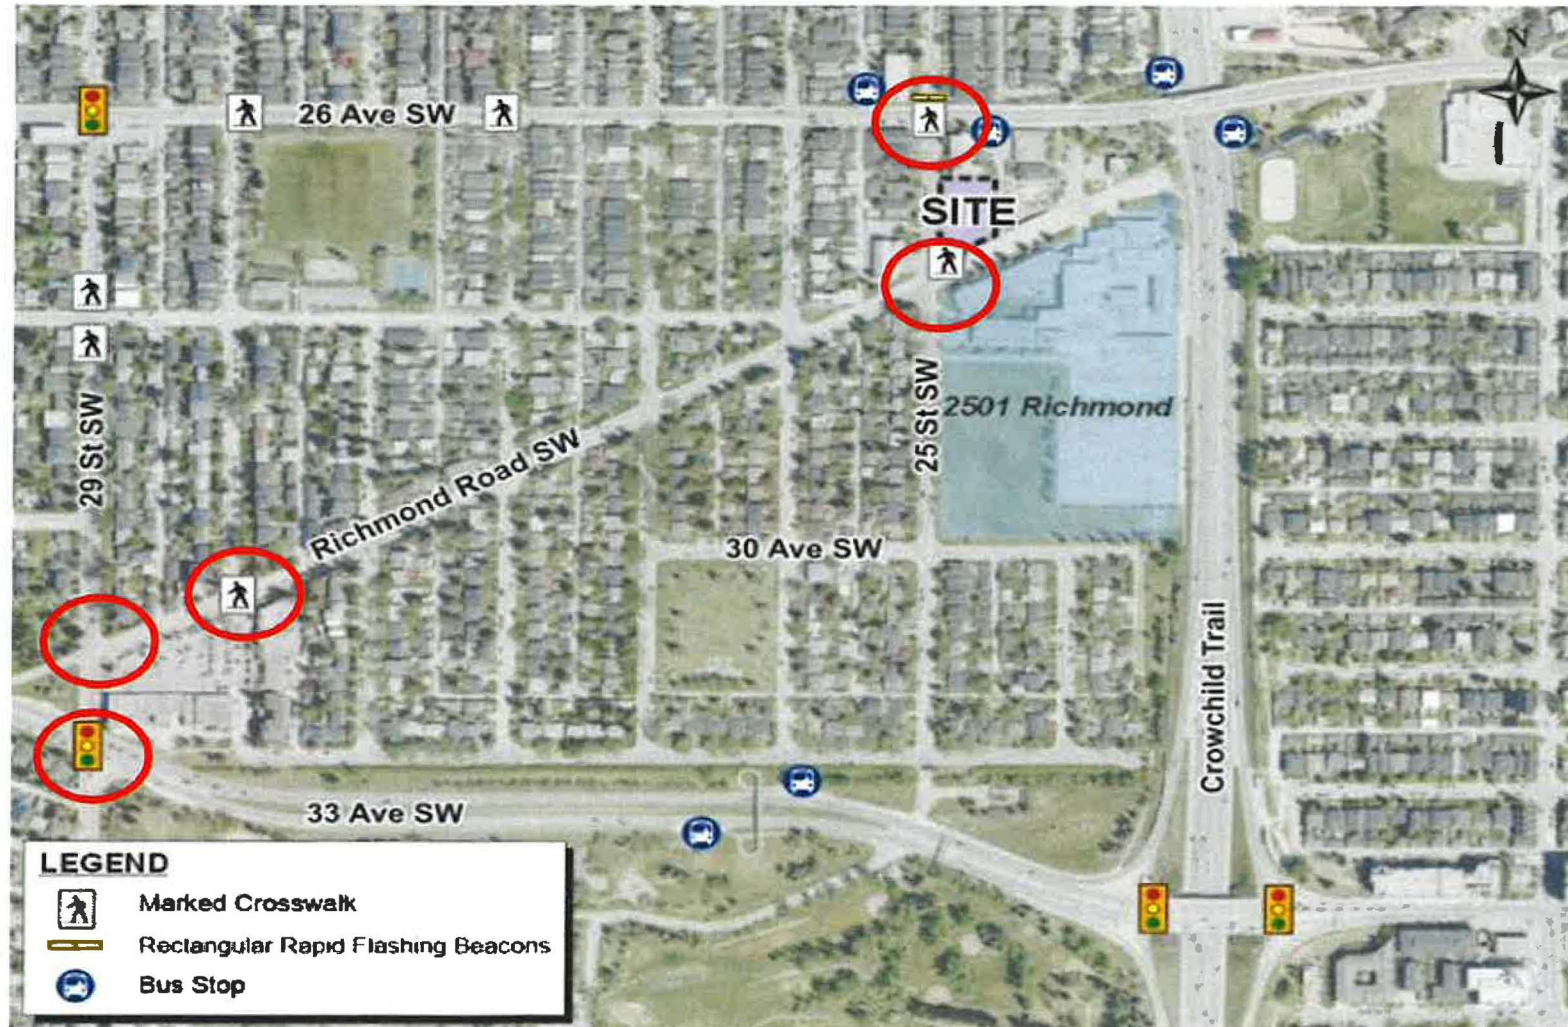 N
26 Ave SW
SITE
29 St SW
25 St SW
2501 Richmond
Richmond Road SW
30 Ave SW
Crowchild Trail
33 Ave SW
LEGEND
Marked Crosswalk
Rectangular Rapid Flashing Beacons
Bus Stop